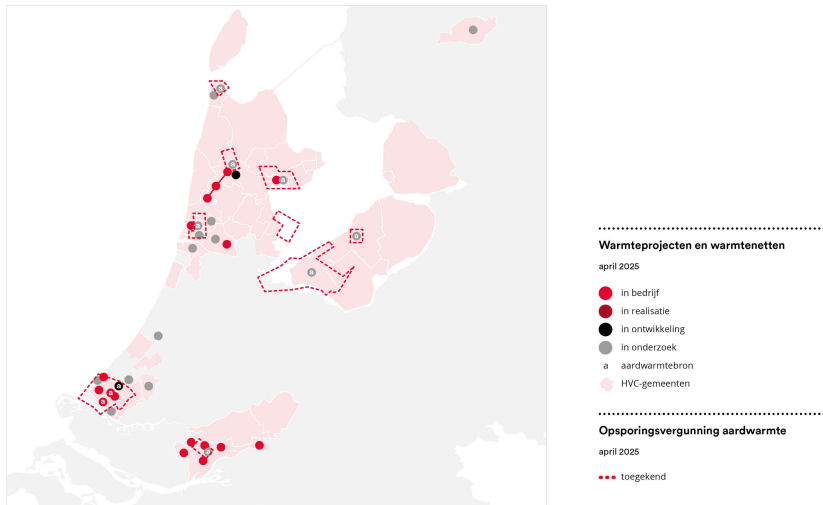 a
a
a
a
a
a
a
a
a
a
Warmteprojecten en warmtenetten
april 2025
in bedrijf
in realisatie
in ontwikkeling
in onderzoek
a aardwarmtebron
HVC-gemeenten
Opsporingsvergunning aardwarmte
april 2025
toegekend